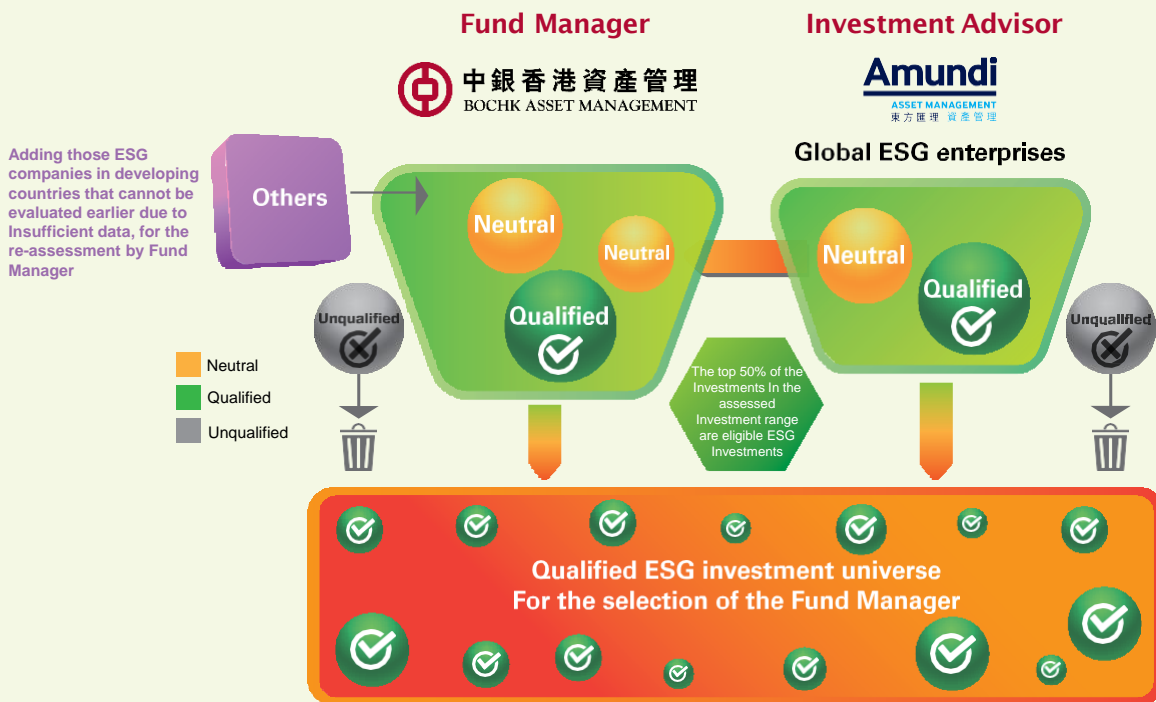 Fund Manager
Investment Advisor
中銀香港資產管理
BOCHK ASSET MANAGEMENT
Amundi
ASSET MANAGEMENT
東方匯理 資產管理
Global ESG enterprises
Adding those ESG
companies in developing
countries that cannot be
evaluated earlier due to
Insufficient data, for the
re-assessment by Fund
Manager
Others
Neutral
Neutral
Qualified
Neutral
Qualified
Unqualified
Unqualified
Neutral
Qualified
Unqualified
The top 50% of the
Investments In the
assessed
Investment range
are eligible ESG
Investments
Qualified ESG investment universe
For the selection of the Fund Manager